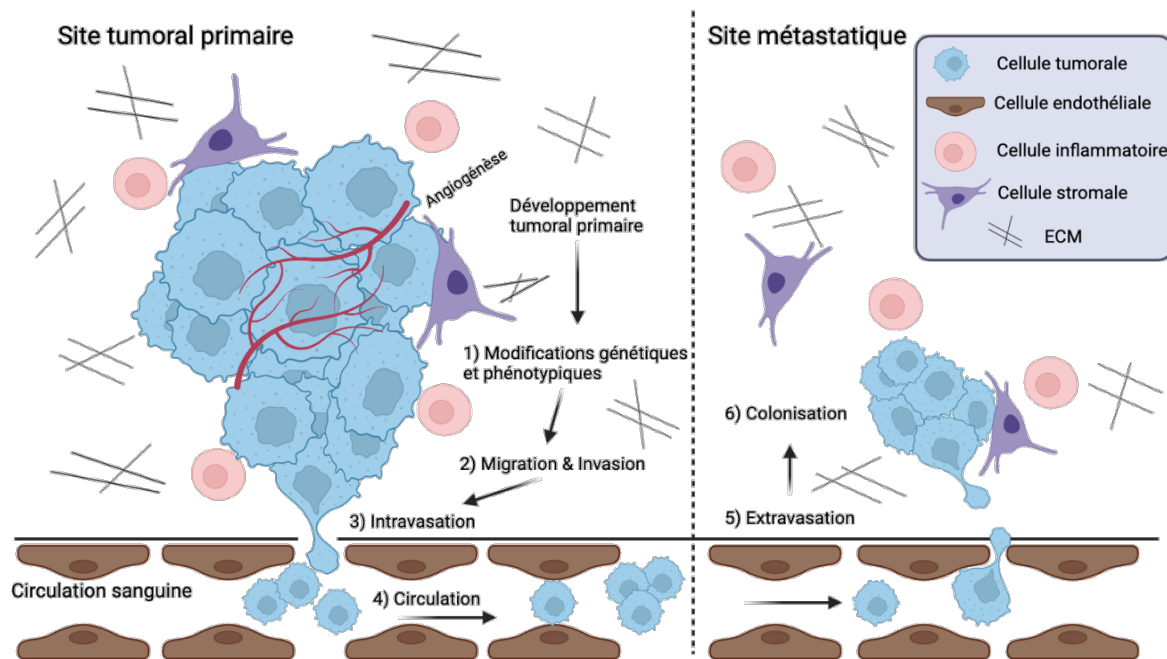 Site tumoral primaire
Angiogénèse
Développement
tumoral primaire
1) Modifications génétiques
et phénotypiques
2) Migration & Invasion
3) Intravasation
Circulation sanguine
4) Circulation
Site métastatique
Cellule tumorale
Cellule endothéliale
Cellule inflammatoire
Cellule stromale
ECM
6) Colonisation
5) Extravasation